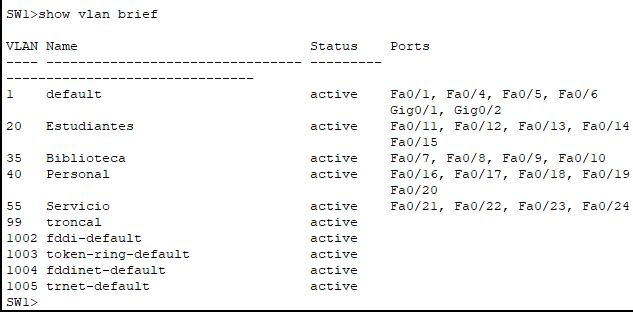 SW1>show vlan brief
VLAN Name                             Status    Ports
---- -------------------------------- ---------
-------------------------------
1    default                          active    Fa0/1, Fa0/4, Fa0/5, Fa0/6
                                                Gig0/1, Gig0/2
20   Estudiantes                      active    Fa0/11, Fa0/12, Fa0/13, Fa0/14
                                                Fa0/15
35   Biblioteca                       active    Fa0/7, Fa0/8, Fa0/9, Fa0/10
40   Personal                         active    Fa0/16, Fa0/17, Fa0/18, Fa0/19
                                                Fa0/20
55   Servicio                         active    Fa0/21, Fa0/22, Fa0/23, Fa0/24
99   troncal                          active
1002 fddi-default                     active
1003 token-ring-default               active
1004 fddinet-default                  active
1005 trnet-default                    active
SW1>